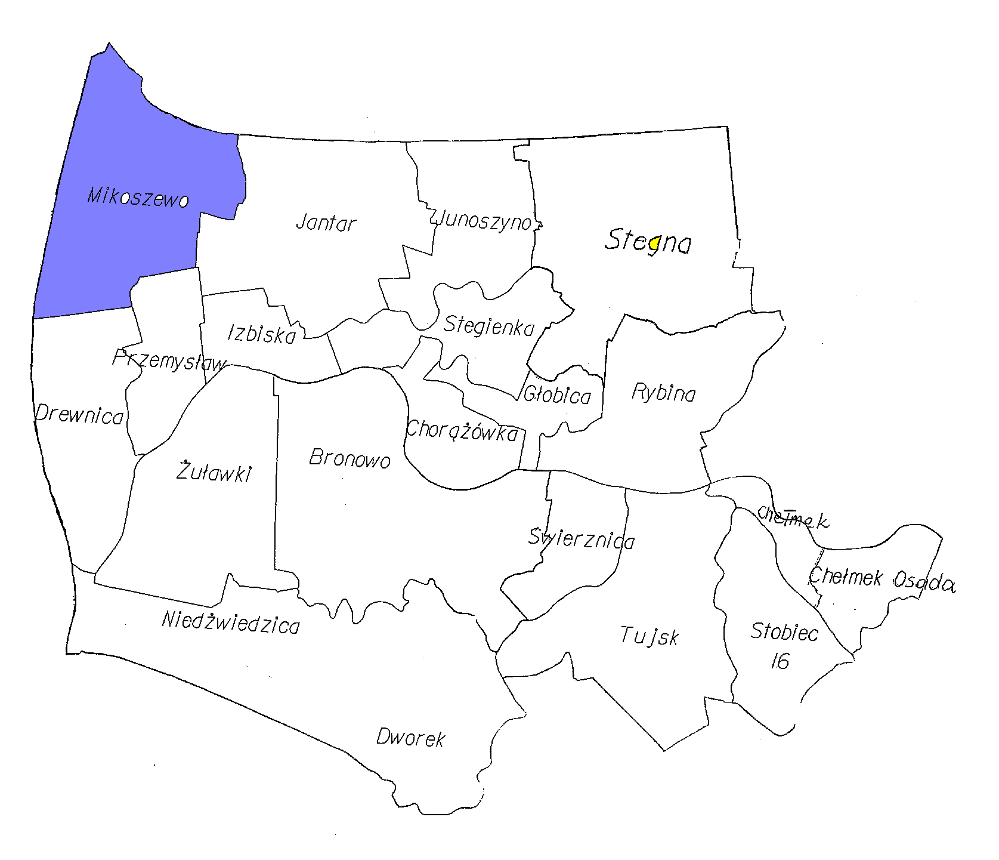 Mikoszewo
Jantar
Junoszyno
Stegna
Izbiska
Stegienka
Przemysław
Głobica
Rybina
Drewnica
Chorążówka
Żuławki
Bronowo
Chełmek
Świerznica
Chełmek Osada
Niedźwiedzica
Tujsk
Stobiec
16
Dworek